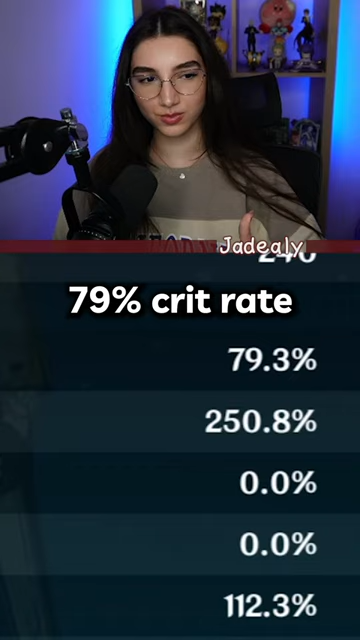 Jadealy
79% crit rate
79.3%
250.8%
0.0%
0.0%
112.3%